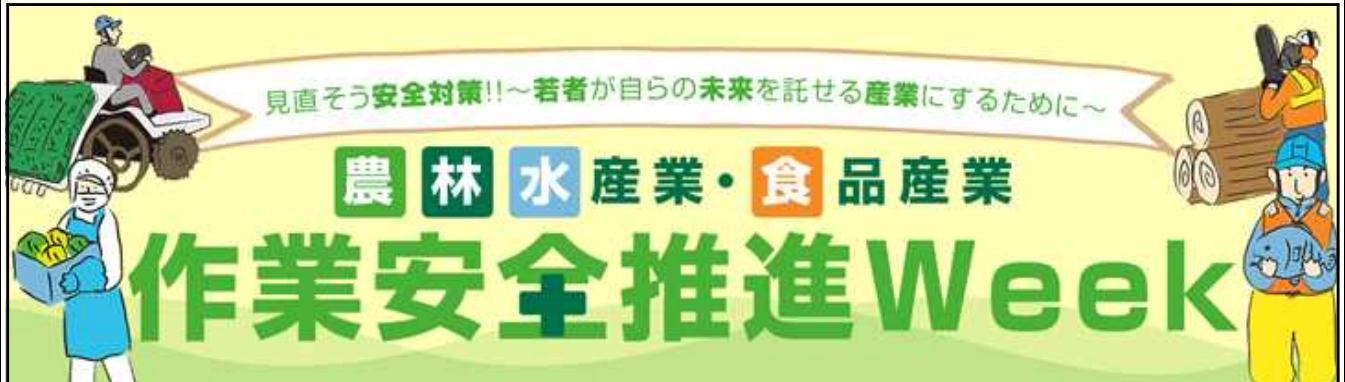 見直そう安全対策!!～若者が自らの未来を託せる産業にするために～
農林水産業・食品産業
作業安全推進Week